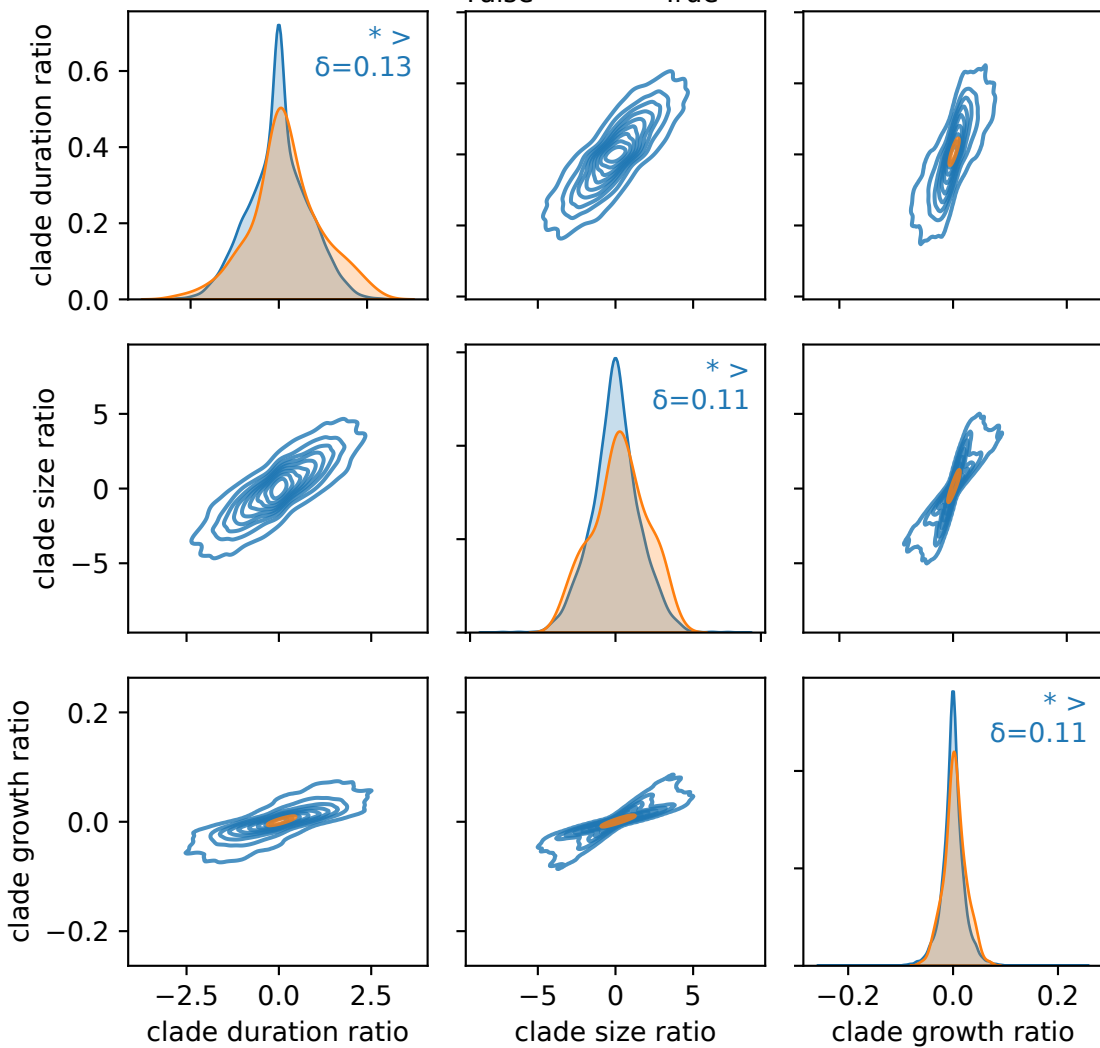 clade duration ratio
0.6
0.4
0.2
0.0
* >
δ=0.13
clade size ratio
5
0
−5
* >
δ=0.11
clade growth ratio
0.2
0.0
−0.2
* >
δ=0.11
−2.5 0.0 2.5
−5 0 5
−0.2 0.0 0.2
clade duration ratio
clade size ratio
clade growth ratio